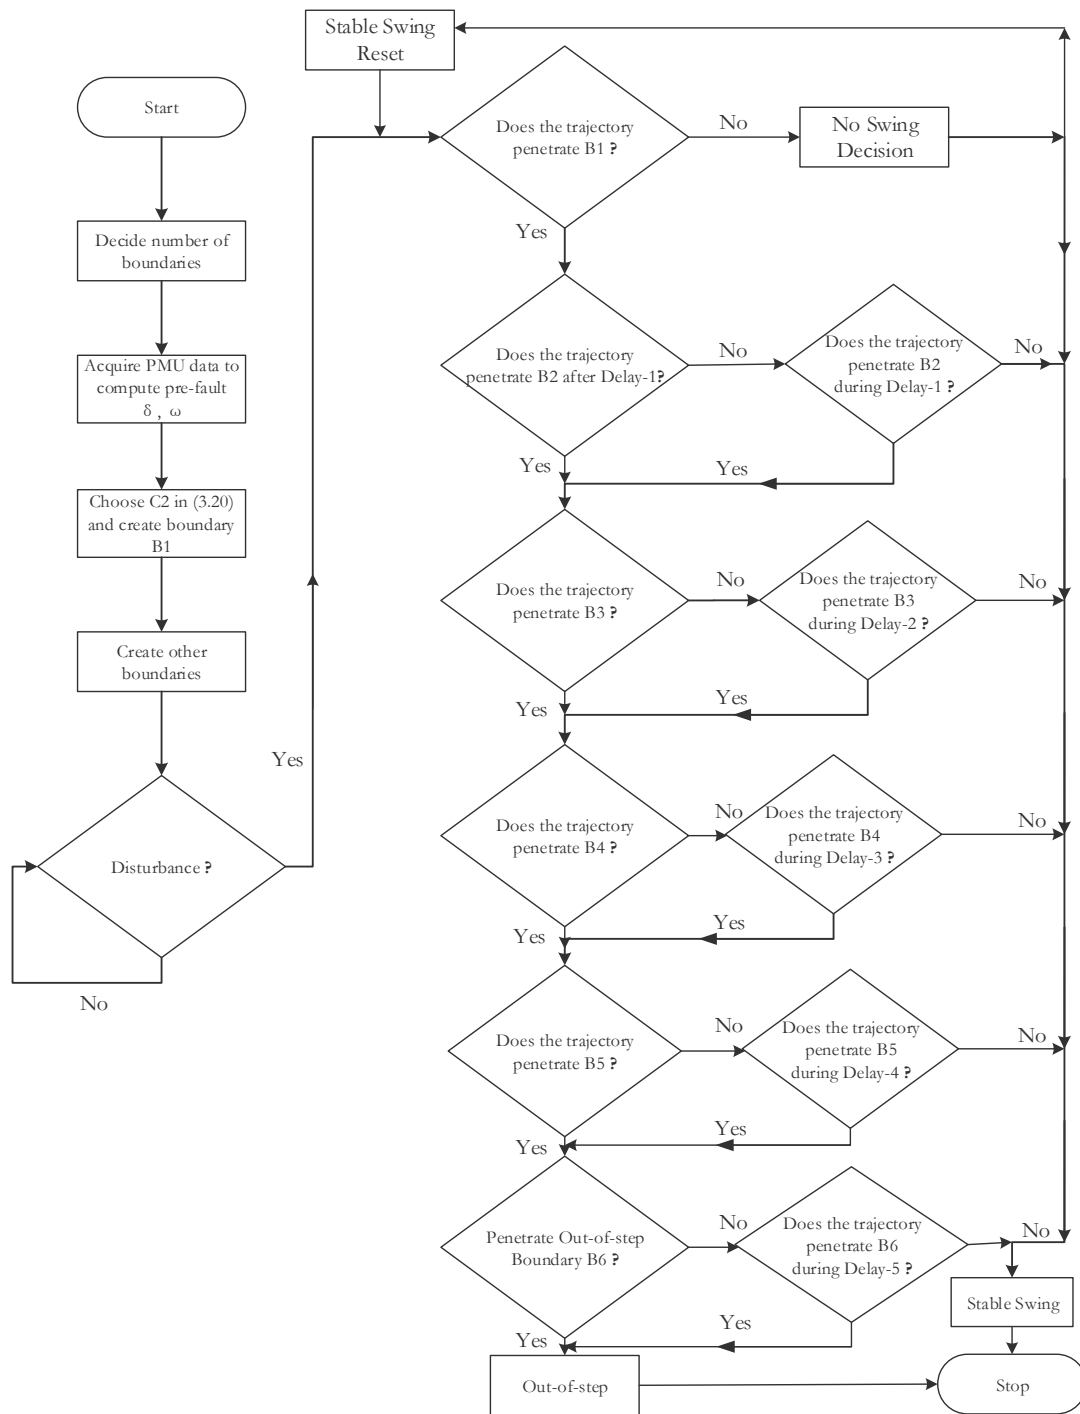 Start
Decide number of
boundaries
Acquire PMU data to
compute pre-fault
δ , ω
Choose C2 in (3.20)
and create boundary
B1
Create other
boundaries
Disturbance ?
No
Yes
Stable Swing
Reset
Does the trajectory
penetrate B1 ?
No
No Swing
Decision
Yes
Does the trajectory
penetrate B2 after Delay-1?
No
Does the trajectory
penetrate B2
during Delay-1 ?
No
Yes
Yes
Does the trajectory
penetrate B3 ?
No
Does the trajectory
penetrate B3
during Delay-2 ?
No
Yes
Yes
Does the trajectory
penetrate B4 ?
No
Does the trajectory
penetrate B4
during Delay-3 ?
No
Yes
Yes
Does the trajectory
penetrate B5 ?
No
Does the trajectory
penetrate B5
during Delay-4 ?
No
Yes
Yes
Penetrate Out-of-step
Boundary B6 ?
No
Does the trajectory
penetrate B6
during Delay-5 ?
No
Yes
Yes
Stable Swing
Out-of-step
Stop